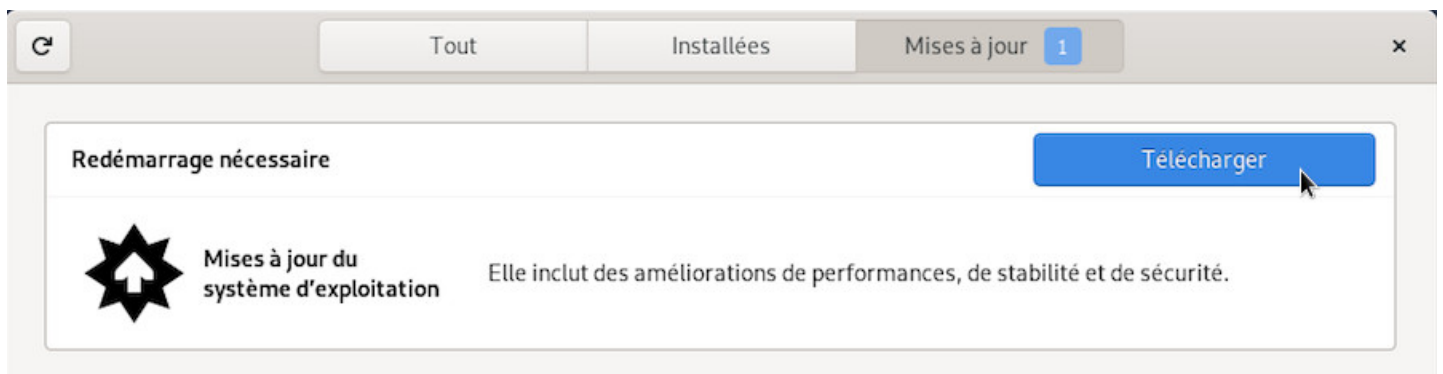 Tout Installées Mises à jour 1
Redémarrage nécessaire Télécharger
Mises à jour du
système d'exploitation
Elle inclut des améliorations de performances, de stabilité et de sécurité.